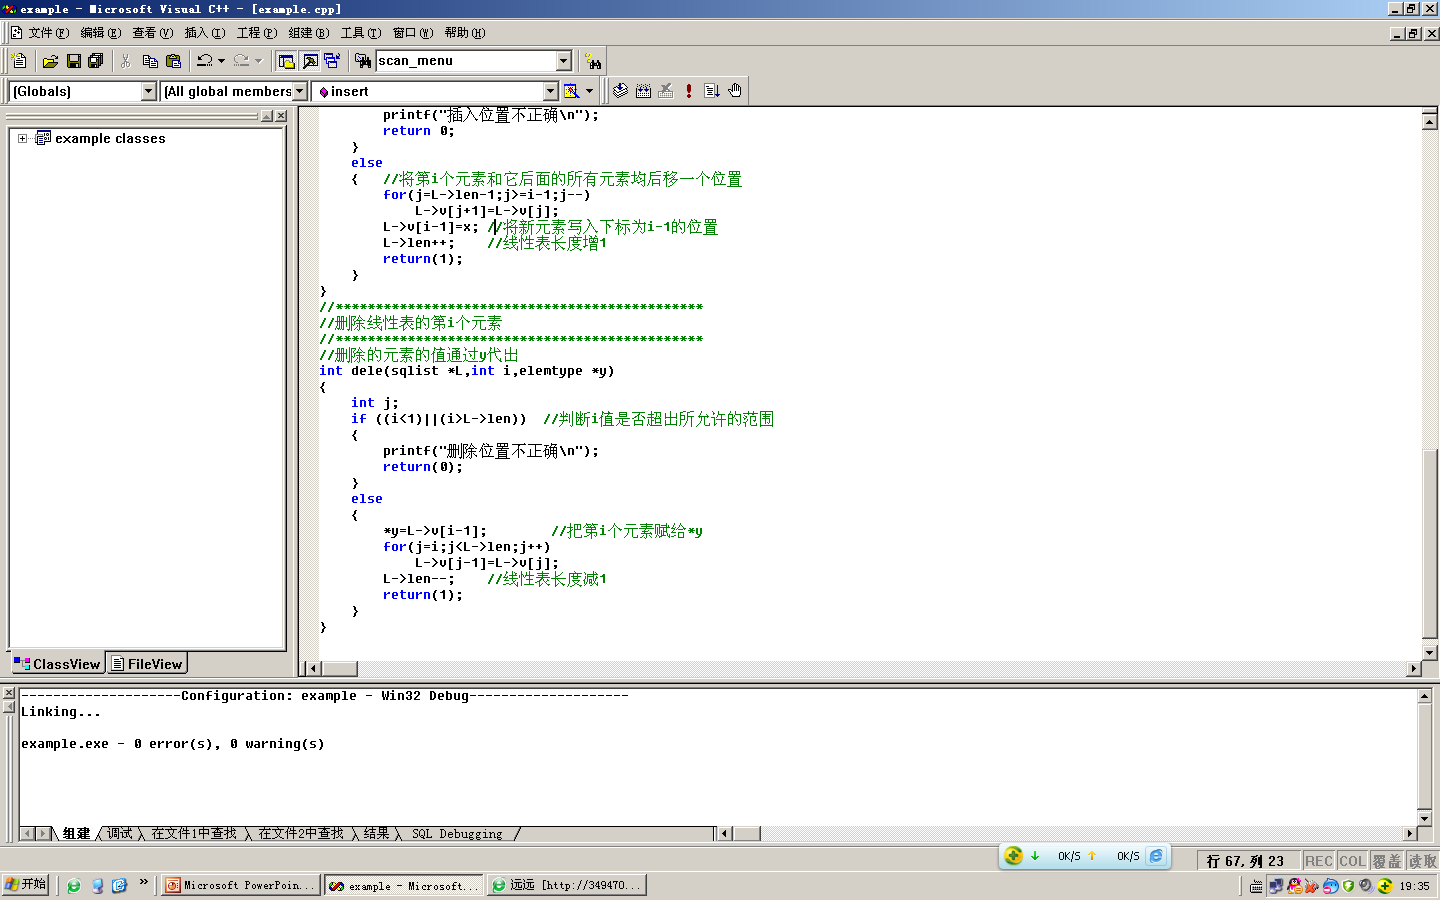 example - Microsoft Visual C++ - [example.cpp]
文件(F) 编辑(E) 查看(V) 插入(I) 工程(P) 组建(B) 工具(T) 窗口(W) 帮助(H)
scan_menu
(Globals) (All global members insert
example classes
ClassView FileView
printf("插入位置不正确\n");
return 0;
}
else
{ //将第i个元素和它后面的所有元素均后移一个位置
for(j=L->len-1;j>=i-1;j--)
L->v[j+1]=L->v[j];
L->v[i-1]=x; //将新元素写入下标为i-1的位置
L->len++; //线性表长度增1
return(1);
}
}
//**********************************************
//删除线性表的第i个元素
//**********************************************
//删除的元素的值通过y代出
int dele(sqlist *L,int i,elemtype *y)
{
int j;
if ((i<1)||(i>L->len)) //判断i值是否超出所允许的范围
{
printf("删除位置不正确\n");
return(0);
}
else
{
*y=L->v[i-1]; //把第i个元素赋给*y
for(j=i;j<L->len;j++)
L->v[j-1]=L->v[j];
L->len--; //线性表长度减1
return(1);
}
}
--------------------Configuration: example - Win32 Debug--------------------
Linking...
example.exe - 0 error(s), 0 warning(s)
组建 调试 在文件1中查找 在文件2中查找 结果 SQL Debugging
0K/S 0K/S
行 67, 列 23 REC COL 覆盖 读取
开始 Microsoft PowerPoin... example - Microsoft... 远远 [http://349470... 19:35